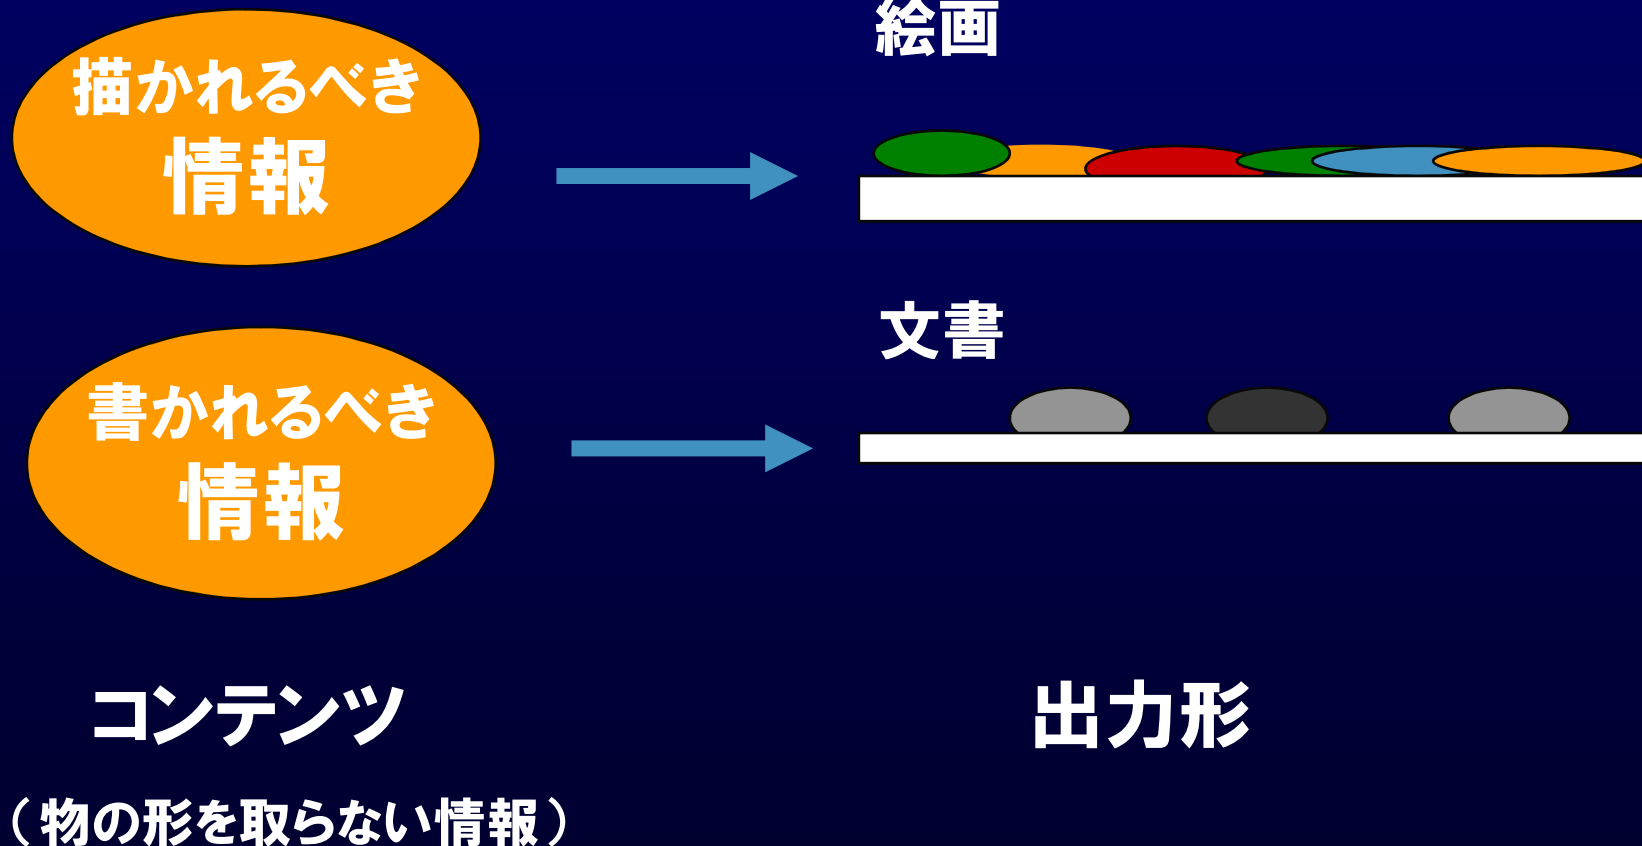 絵画
描かれるべき
情報
文書
書かれるべき
情報
コンテンツ
出力形
（物の形を取らない情報）